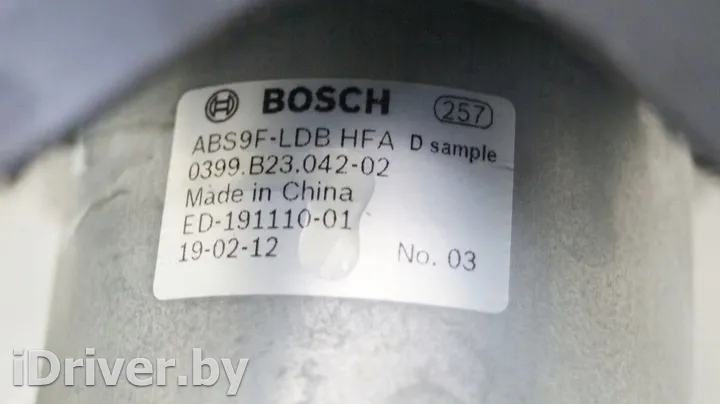 BOSCH 257
ABS9F-LDB HFA D sample
0399.B23.042-02
Made in China
ED-191110-01
19-02-12 No. 03
iDriver.by